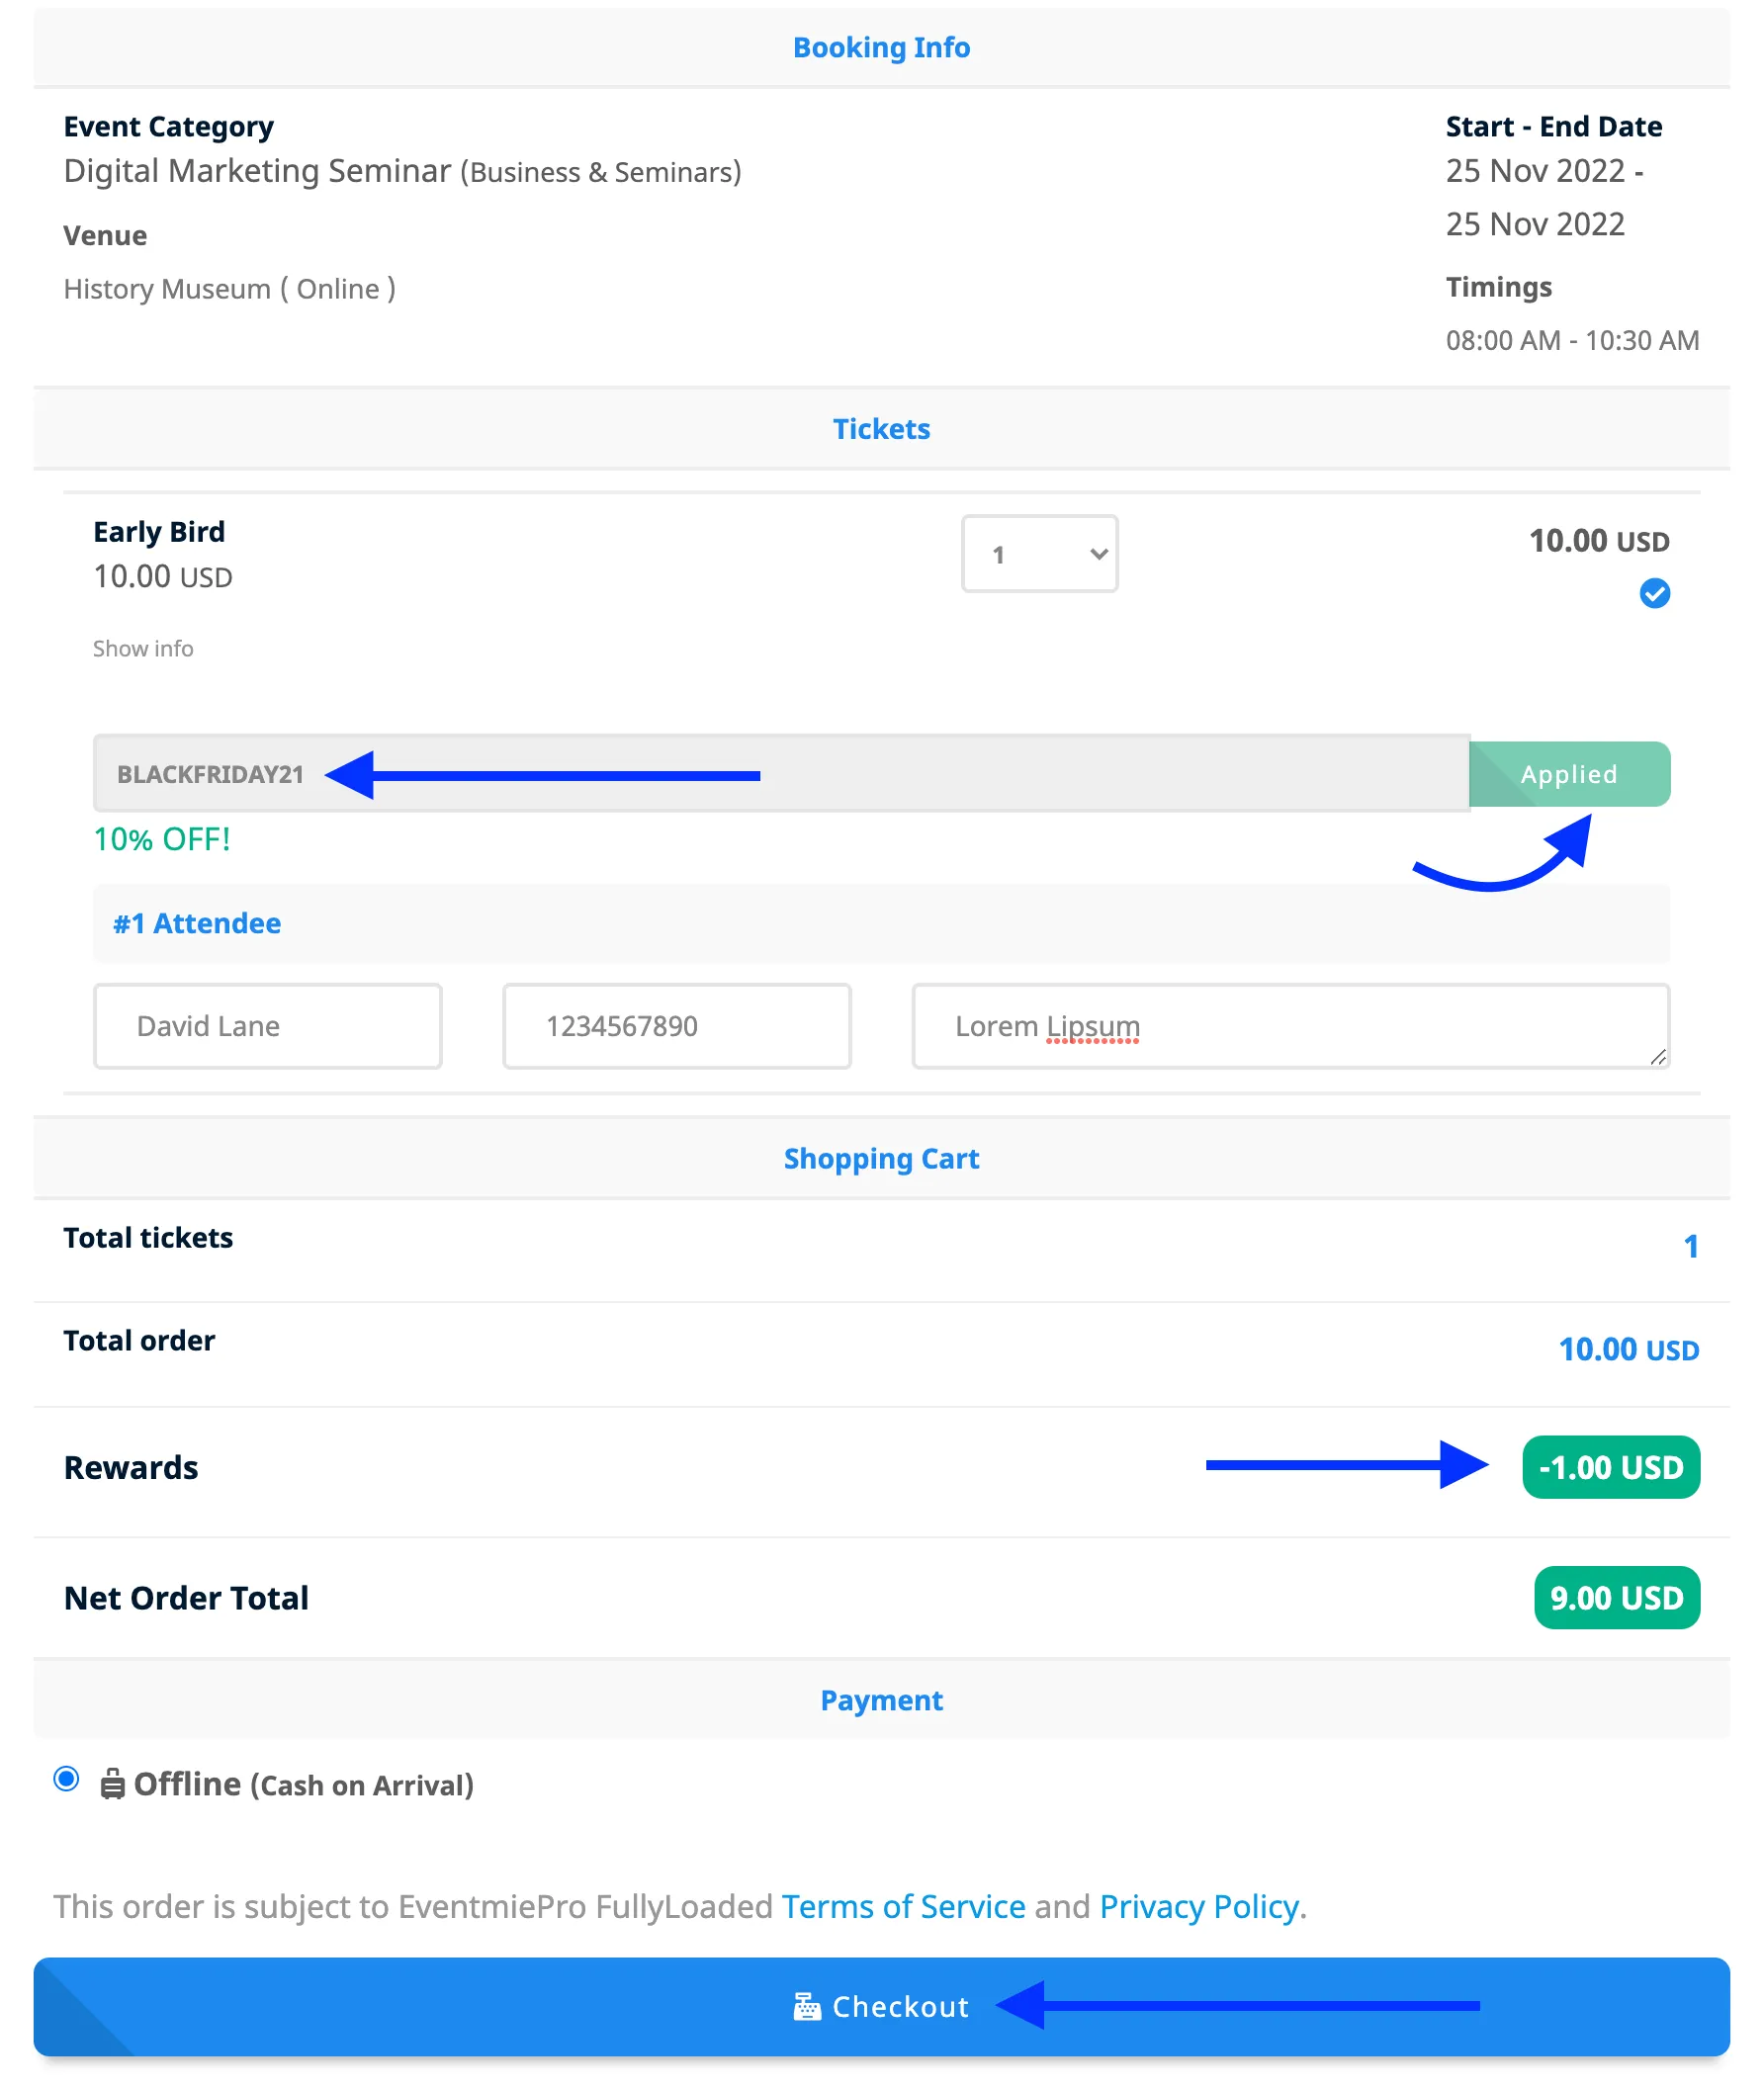 Booking Info
Event Category
Digital Marketing Seminar (Business & Seminars)
Venue
History Museum ( Online )
Start - End Date
25 Nov 2022 -
25 Nov 2022
Timings
08:00 AM - 10:30 AM
Tickets
Early Bird
10.00 USD
Show info
1
10.00 USD
BLACKFRIDAY21
Applied
10% OFF!
#1 Attendee
David Lane
1234567890
Lorem Lipsum
Shopping Cart
Total tickets
1
Total order
10.00 USD
Rewards
-1.00 USD
Net Order Total
9.00 USD
Payment
Offline (Cash on Arrival)
This order is subject to EventmiePro FullyLoaded Terms of Service and Privacy Policy.
Checkout